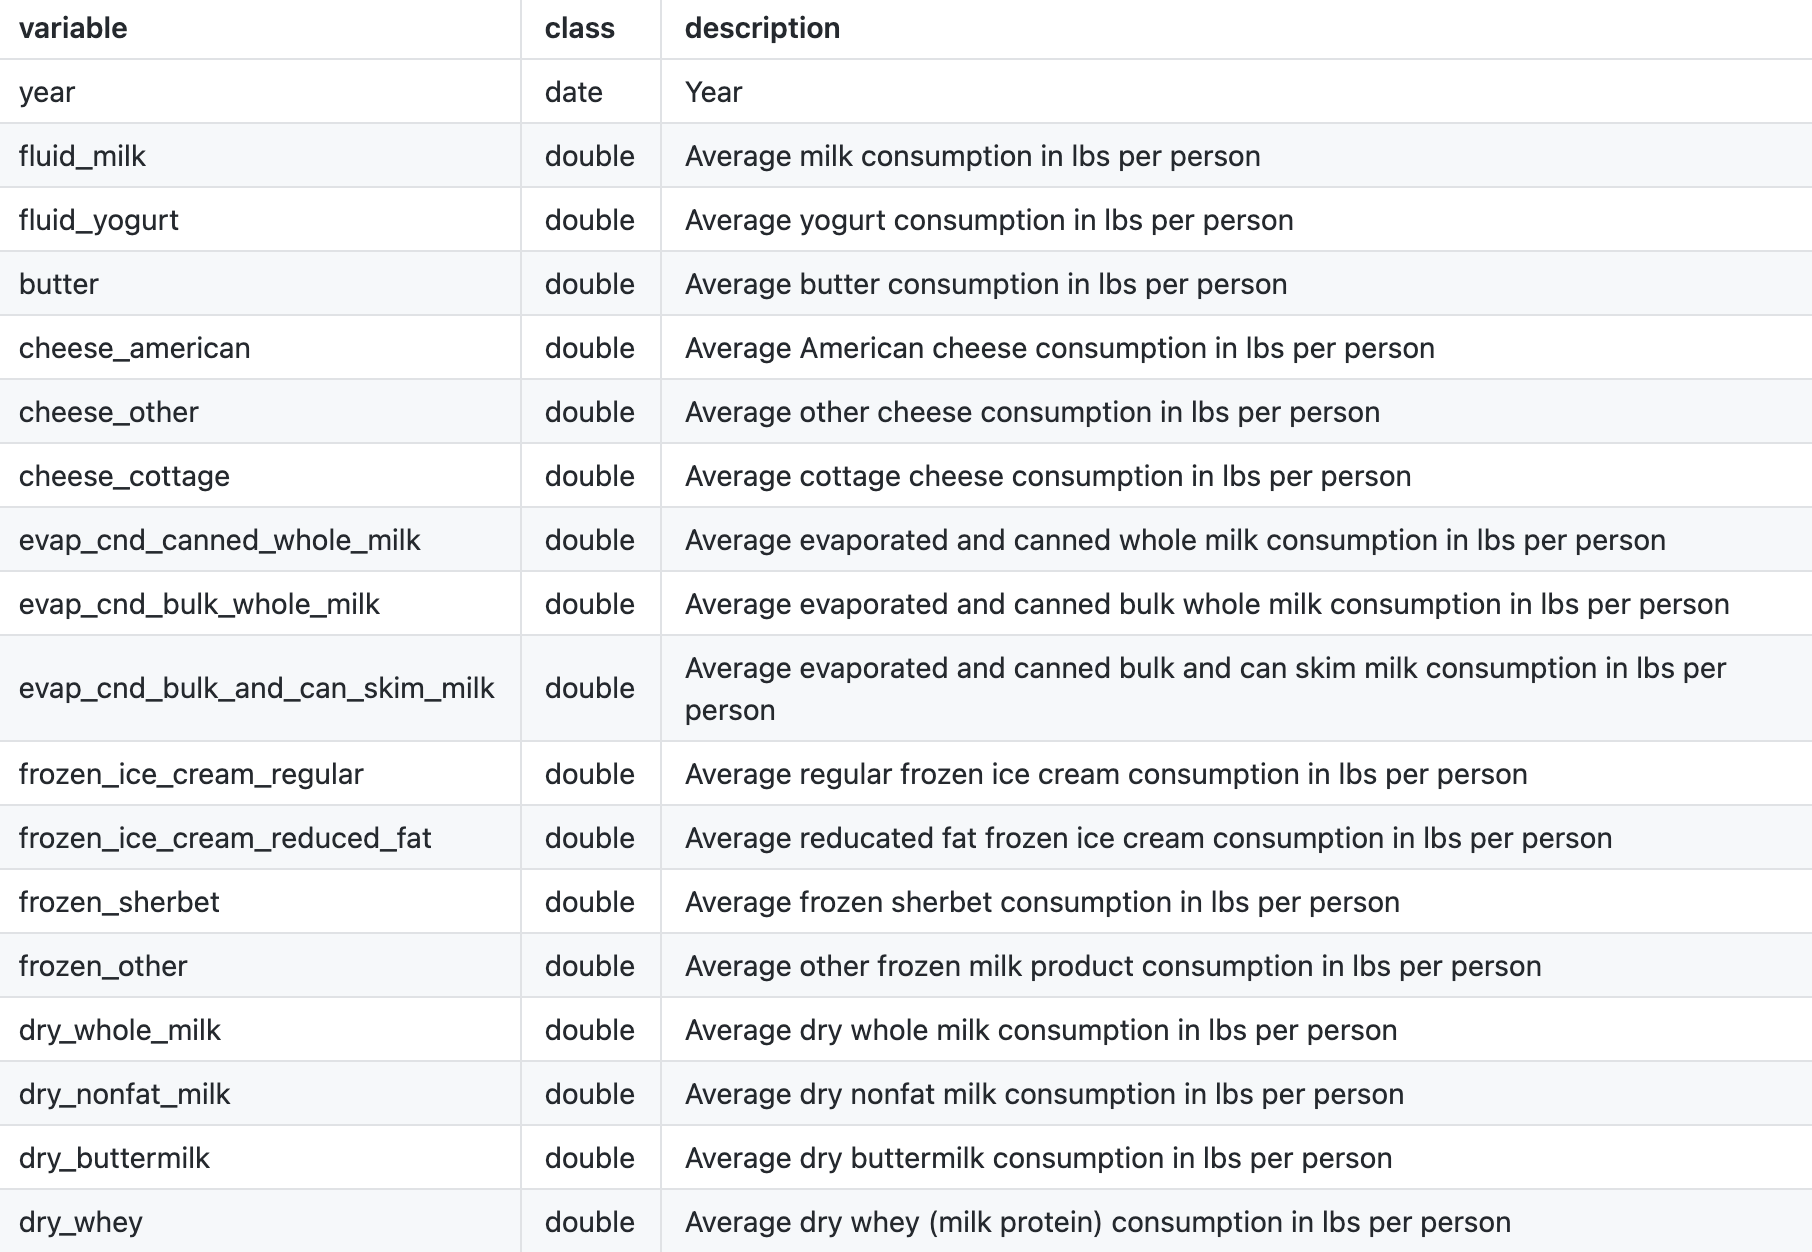 variable class description
year date Year
fluid_milk double Average milk consumption in lbs per person
fluid_yogurt double Average yogurt consumption in lbs per person
butter double Average butter consumption in lbs per person
cheese_american double Average American cheese consumption in lbs per person
cheese_other double Average other cheese consumption in lbs per person
cheese_cottage double Average cottage cheese consumption in lbs per person
evap_cnd_canned_whole_milk double Average evaporated and canned whole milk consumption in lbs per person
evap_cnd_bulk_whole_milk double Average evaporated and canned bulk whole milk consumption in lbs per person
evap_cnd_bulk_and_can_skim_milk double Average evaporated and canned bulk and can skim milk consumption in lbs per
person
frozen_ice_cream_regular double Average regular frozen ice cream consumption in lbs per person
frozen_ice_cream_reduced_fat double Average reducated fat frozen ice cream consumption in lbs per person
frozen_sherbet double Average frozen sherbet consumption in lbs per person
frozen_other double Average other frozen milk product consumption in lbs per person
dry_whole_milk double Average dry whole milk consumption in lbs per person
dry_nonfat_milk double Average dry nonfat milk consumption in lbs per person
dry_buttermilk double Average dry buttermilk consumption in lbs per person
dry_whey double Average dry whey (milk protein) consumption in lbs per person